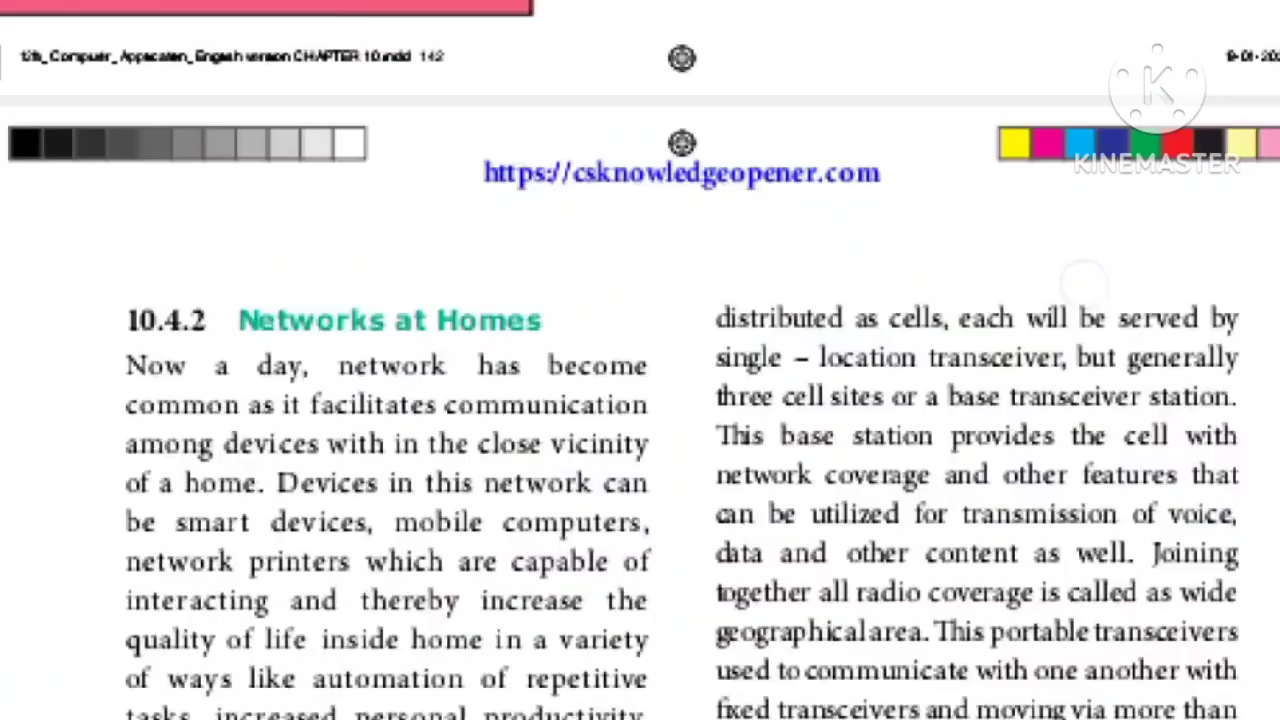 12th_Computer_Application_English version CHAPTER 10.indd 142
KINEMASTER
https://csknowledgeopener.com
10.4.2 Networks at Homes
Now a day, network has become
common as it facilitates communication
among devices with in the close vicinity
of a home. Devices in this network can
be smart devices, mobile computers,
network printers which are capable of
interacting and thereby increase the
quality of life inside home in a variety
of ways like automation of repetitive
tasks, increased personal productivity,
distributed as cells, each will be served by
single – location transceiver, but generally
three cell sites or a base transceiver station.
This base station provides the cell with
network coverage and other features that
can be utilized for transmission of voice,
data and other content as well. Joining
together all radio coverage is called as wide
geographical area. This portable transceivers
used to communicate with one another with
fixed transceivers and moving via more than